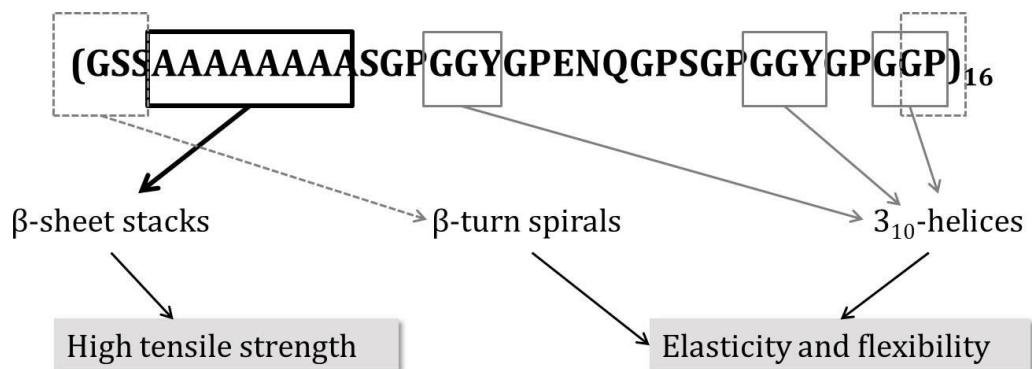 (GSSAAAAAAAASGPGGYGPENQGPSGPGGYGPGGP)₁₆
β-sheet stacks β-turn spirals 3₁₀-helices
High tensile strength Elasticity and flexibility